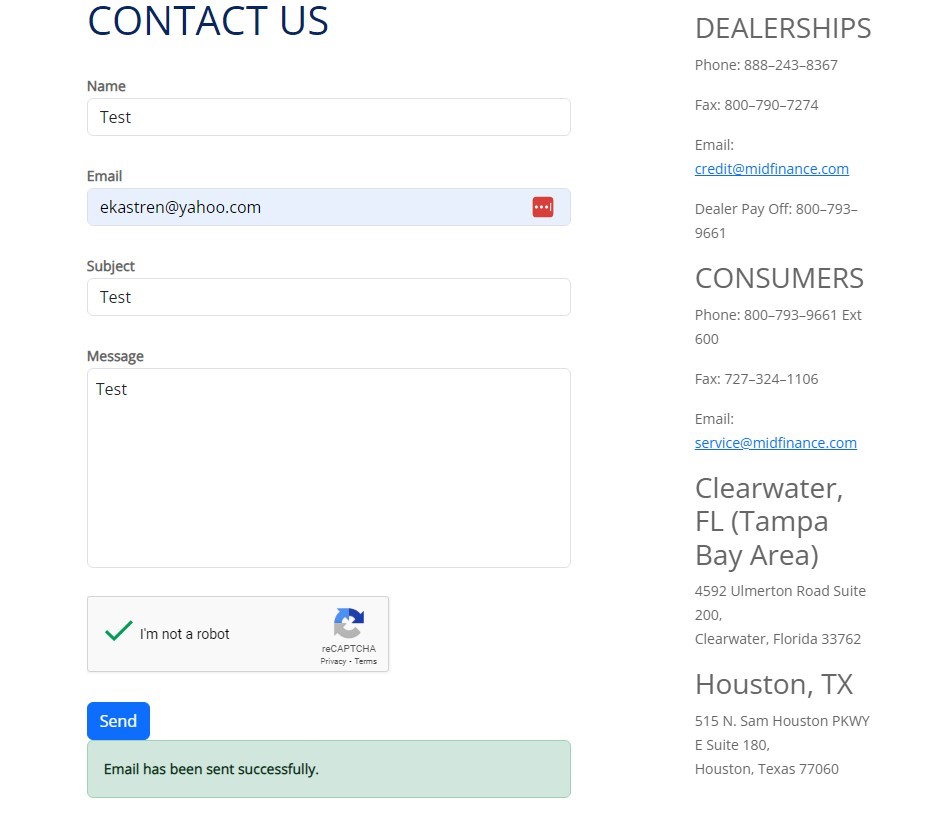 CONTACT US
Name
Test
Email
ekastren@yahoo.com
Subject
Test
Message
Test
I'm not a robot
reCAPTCHA
Privacy - Terms
Send
Email has been sent successfully.
DEALERSHIPS
Phone: 888–243–8367
Fax: 800–790–7274
Email:
credit@midfinance.com
Dealer Pay Off: 800–793–
9661
CONSUMERS
Phone: 800–793–9661 Ext
600
Fax: 727–324–1106
Email:
service@midfinance.com
Clearwater,
FL (Tampa
Bay Area)
4592 Ulmerton Road Suite
200,
Clearwater, Florida 33762
Houston, TX
515 N. Sam Houston PKWY
E Suite 180,
Houston, Texas 77060